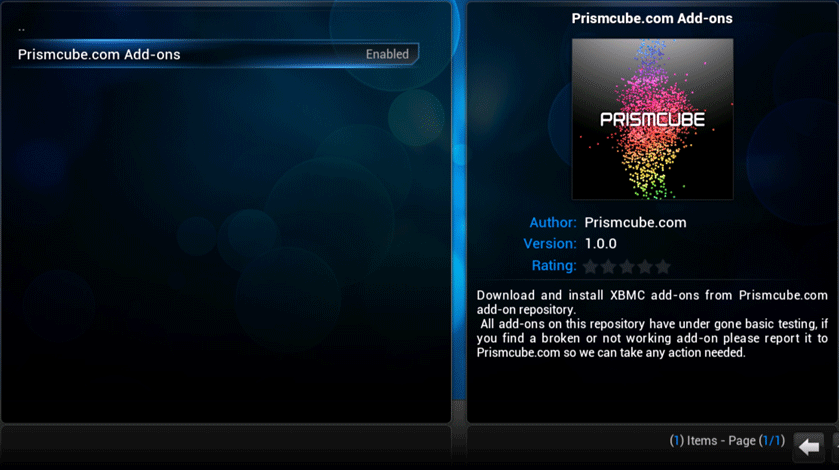 ..
Prismcube.com Add-ons Enabled
Prismcube.com Add-ons
PRISMCUBE
Author: Prismcube.com
Version: 1.0.0
Rating:
Download and install XBMC add-ons from Prismcube.com
add-on repository.
All add-ons on this repository have under gone basic testing, if
you find a broken or not working add-on please report it to
Prismcube.com so we can take any action needed.
(1) Items - Page (1/1)